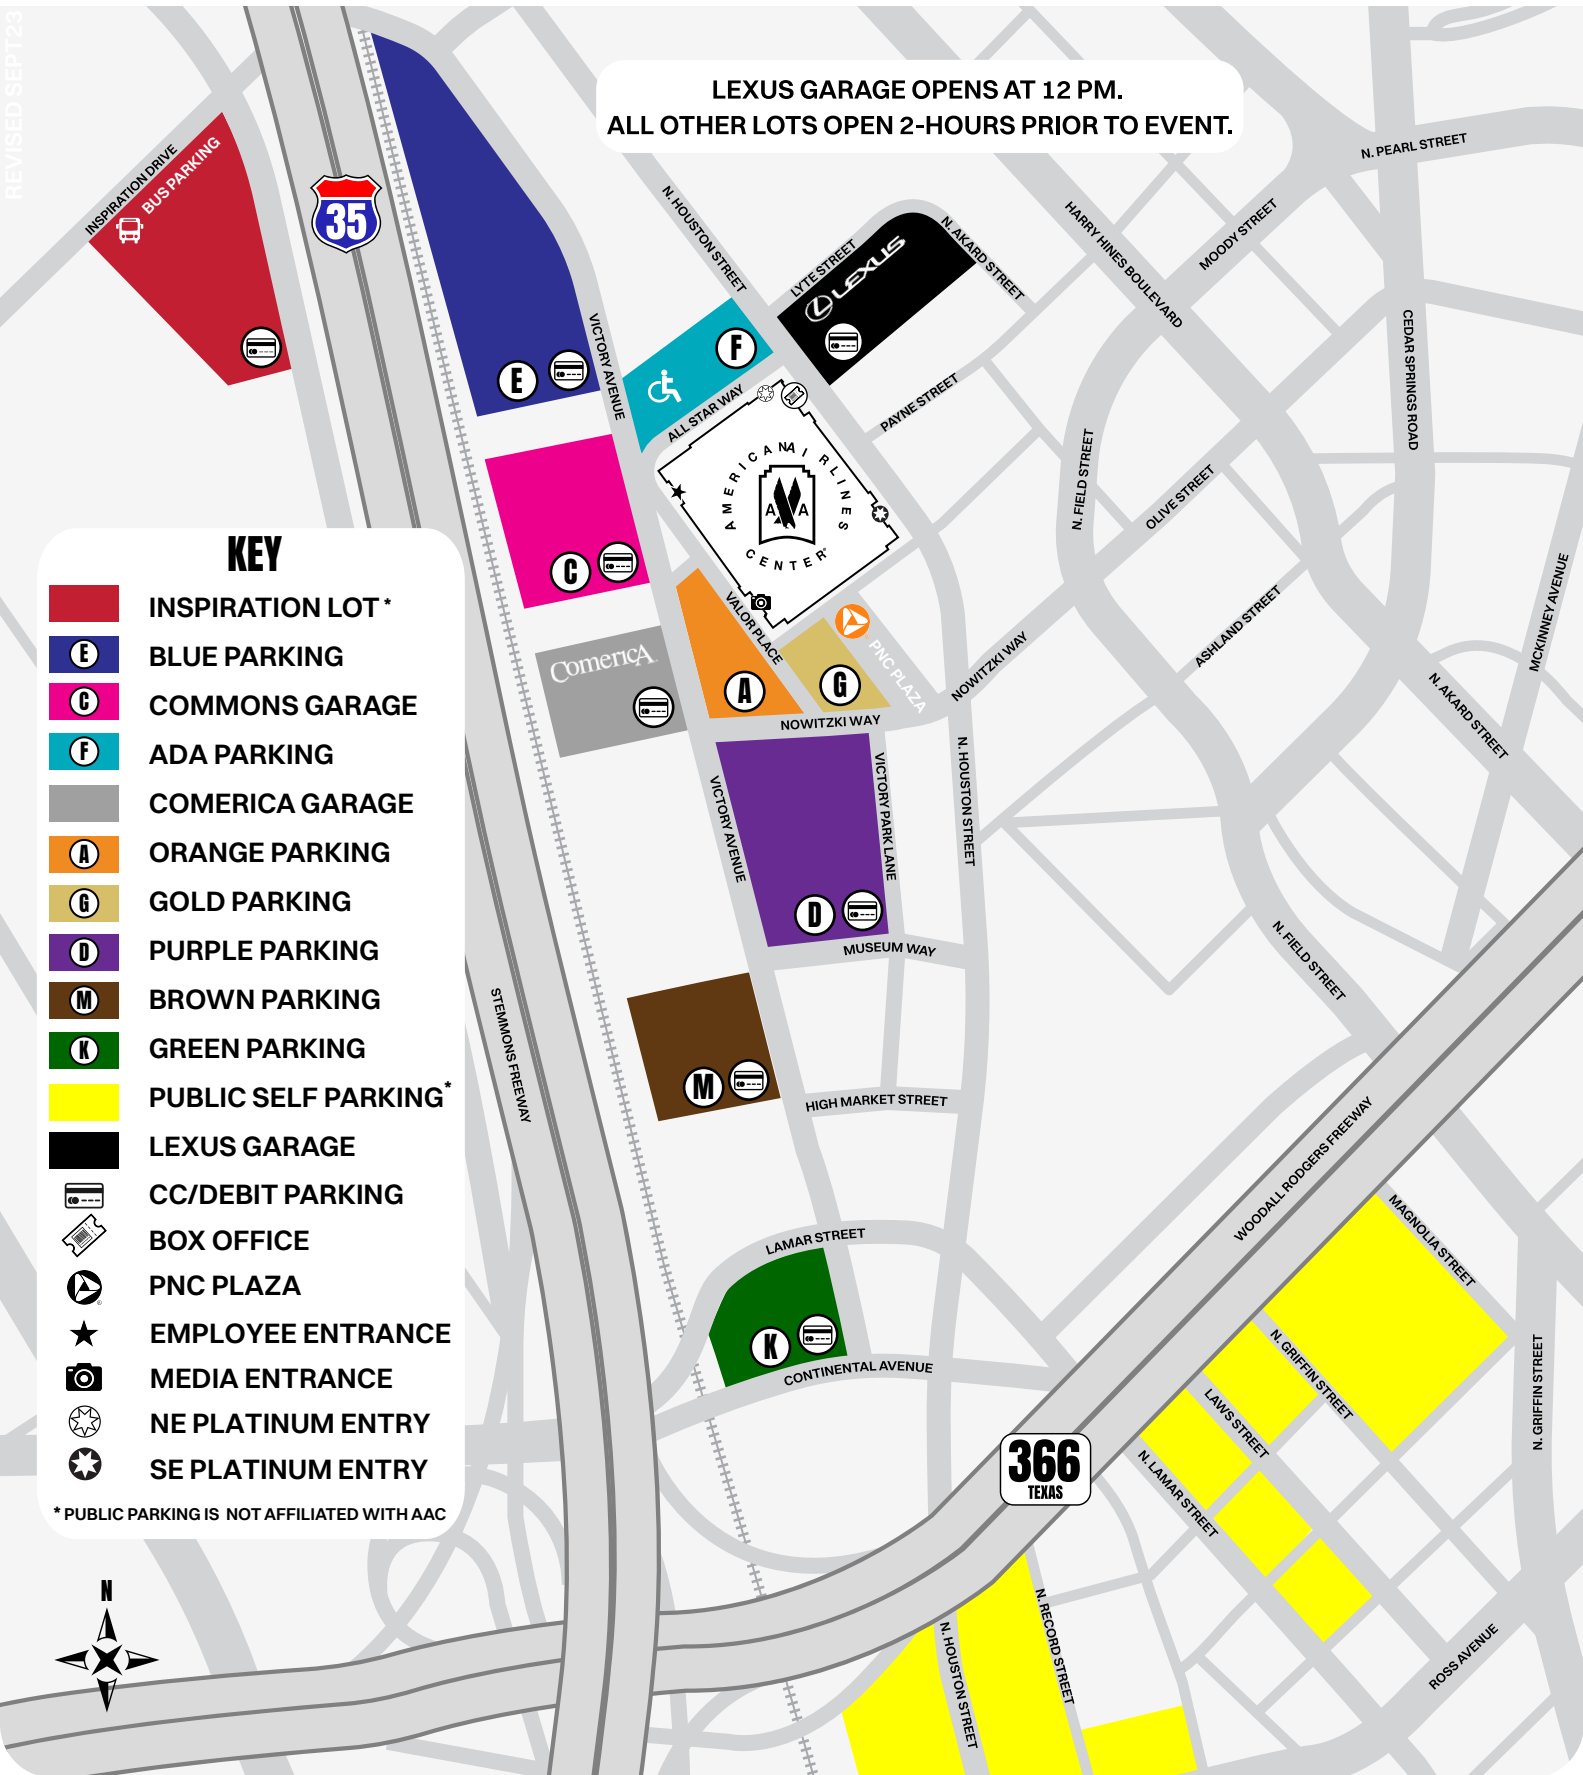 REVISED SEPT23
LEXUS GARAGE OPENS AT 12 PM.
ALL OTHER LOTS OPEN 2-HOURS PRIOR TO EVENT.
INSPIRATION DRIVE
BUS PARKING
35
N. HOUSTON STREET
LYTE STREET
LEXUS
N. AKARD STREET
HARRY HINES BOULEVARD
MOODY STREET
N. PEARL STREET
CEDAR SPRINGS ROAD
VICTORY AVENUE
E
F
ALL STAR WAY
PAYNE STREET
N. FIELD STREET
OLIVE STREET
AMERICAN AIRLINES
AA
CENTER
C
VALOR PLACE
COMERICA
A
G
PNC PLAZA
NOWITZKI WAY
NOWITZKI WAY
ASHLAND STREET
MCKINNEY AVENUE
N. AKARD STREET
VICTORY AVENUE
VICTORY PARK LANE
N. HOUSTON STREET
D
MUSEUM WAY
N. FIELD STREET
STEMMONS FREEWAY
M
HIGH MARKET STREET
WOODALL RODGERS FREEWAY
LAMAR STREET
K
CONTINENTAL AVENUE
MAGNOLIA STREET
N. GRIFFIN STREET
N. GRIFFIN STREET
LAWS STREET
N. LAMAR STREET
366
TEXAS
N. RECORD STREET
N. HOUSTON STREET
ROSS AVENUE
KEY
INSPIRATION LOT *
E BLUE PARKING
C COMMONS GARAGE
F ADA PARKING
COMERICA GARAGE
A ORANGE PARKING
G GOLD PARKING
D PURPLE PARKING
M BROWN PARKING
K GREEN PARKING
PUBLIC SELF PARKING*
LEXUS GARAGE
CC/DEBIT PARKING
BOX OFFICE
PNC PLAZA
EMPLOYEE ENTRANCE
MEDIA ENTRANCE
NE PLATINUM ENTRY
SE PLATINUM ENTRY
* PUBLIC PARKING IS NOT AFFILIATED WITH AAC
N